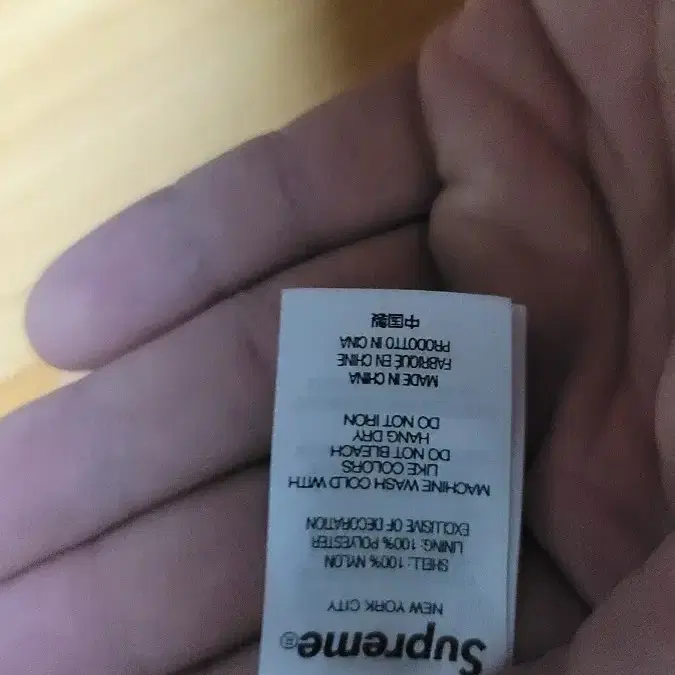 Supreme®
NEW YORK CITY
SHELL: 100% NYLON
LINING: 100% POLYESTER
EXCLUSIVE OF DECORATION
MACHINE WASH COLD WITH
LIKE COLORS
DO NOT BLEACH
HANG DRY
DO NOT IRON
MADE IN CHINA
FABRIQUÉ EN CHINE
PRODOTTO IN CINA
中国製